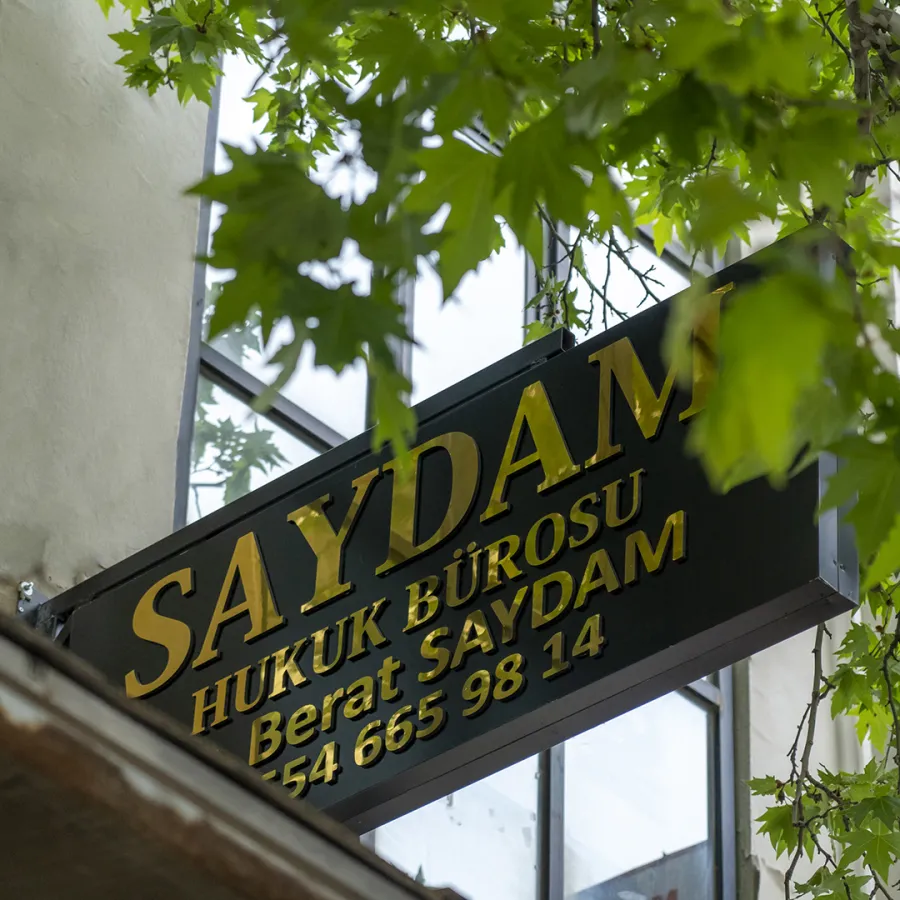 SAYDAM
HUKUK BÜROSU
Berat SAYDAM
554 665 98 14